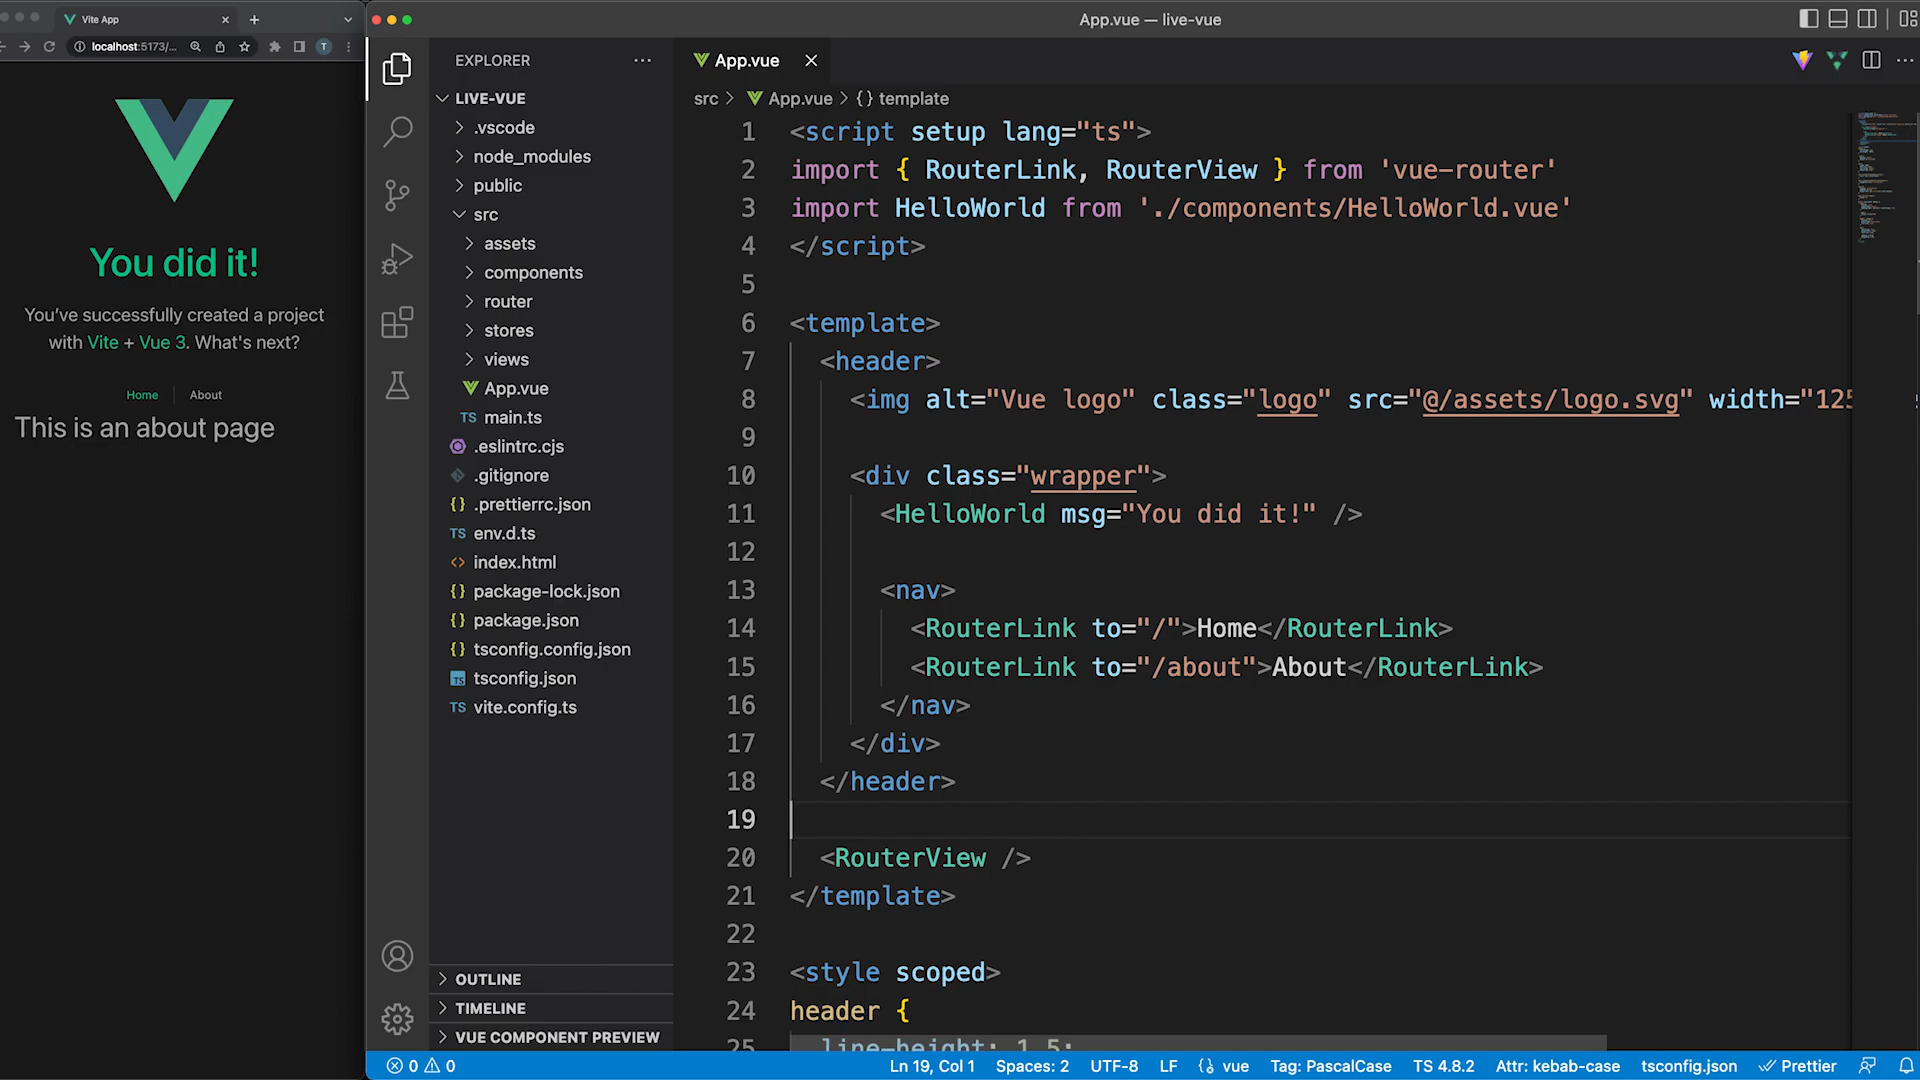 Vite App
localhost:5173/...
T
You did it!
You've successfully created a project
with Vite + Vue 3. What's next?
Home
About
This is an about page
App.vue — live-vue
EXPLORER
LIVE-VUE
.vscode
node_modules
public
src
assets
components
router
stores
views
App.vue
TS main.ts
.eslintrc.cjs
.gitignore
{} .prettierrc.json
TS env.d.ts
<> index.html
{} package-lock.json
{} package.json
{} tsconfig.config.json
TS tsconfig.json
TS vite.config.ts
OUTLINE
TIMELINE
VUE COMPONENT PREVIEW
App.vue
src > App.vue > {} template
1 <script setup lang="ts">
2 import { RouterLink, RouterView } from 'vue-router'
3 import HelloWorld from './components/HelloWorld.vue'
4 </script>
5
6 <template>
7 <header>
8 <img alt="Vue logo" class="logo" src="@/assets/logo.svg" width="125
9
10 <div class="wrapper">
11 <HelloWorld msg="You did it!" />
12
13 <nav>
14 <RouterLink to="/">Home</RouterLink>
15 <RouterLink to="/about">About</RouterLink>
16 </nav>
17 </div>
18 </header>
19
20 <RouterView />
21 </template>
22
23 <style scoped>
24 header {
25 line-height: 1.5;
0 0
Ln 19, Col 1
Spaces: 2
UTF-8
LF
{} vue
Tag: PascalCase
TS 4.8.2
Attr: kebab-case
tsconfig.json
Prettier